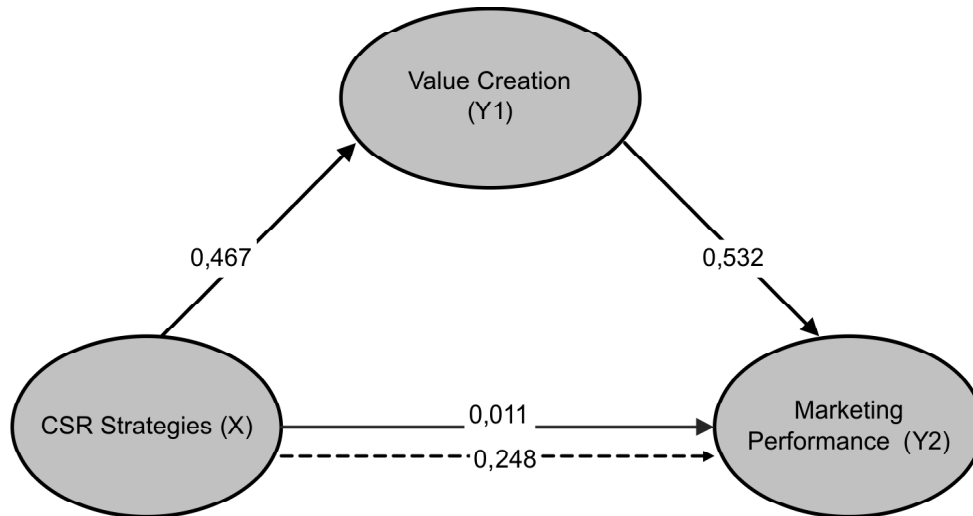 Value Creation
(Y1)
0,467
0,532
CSR Strategies (X)
0,011
0,248
Marketing
Performance (Y2)